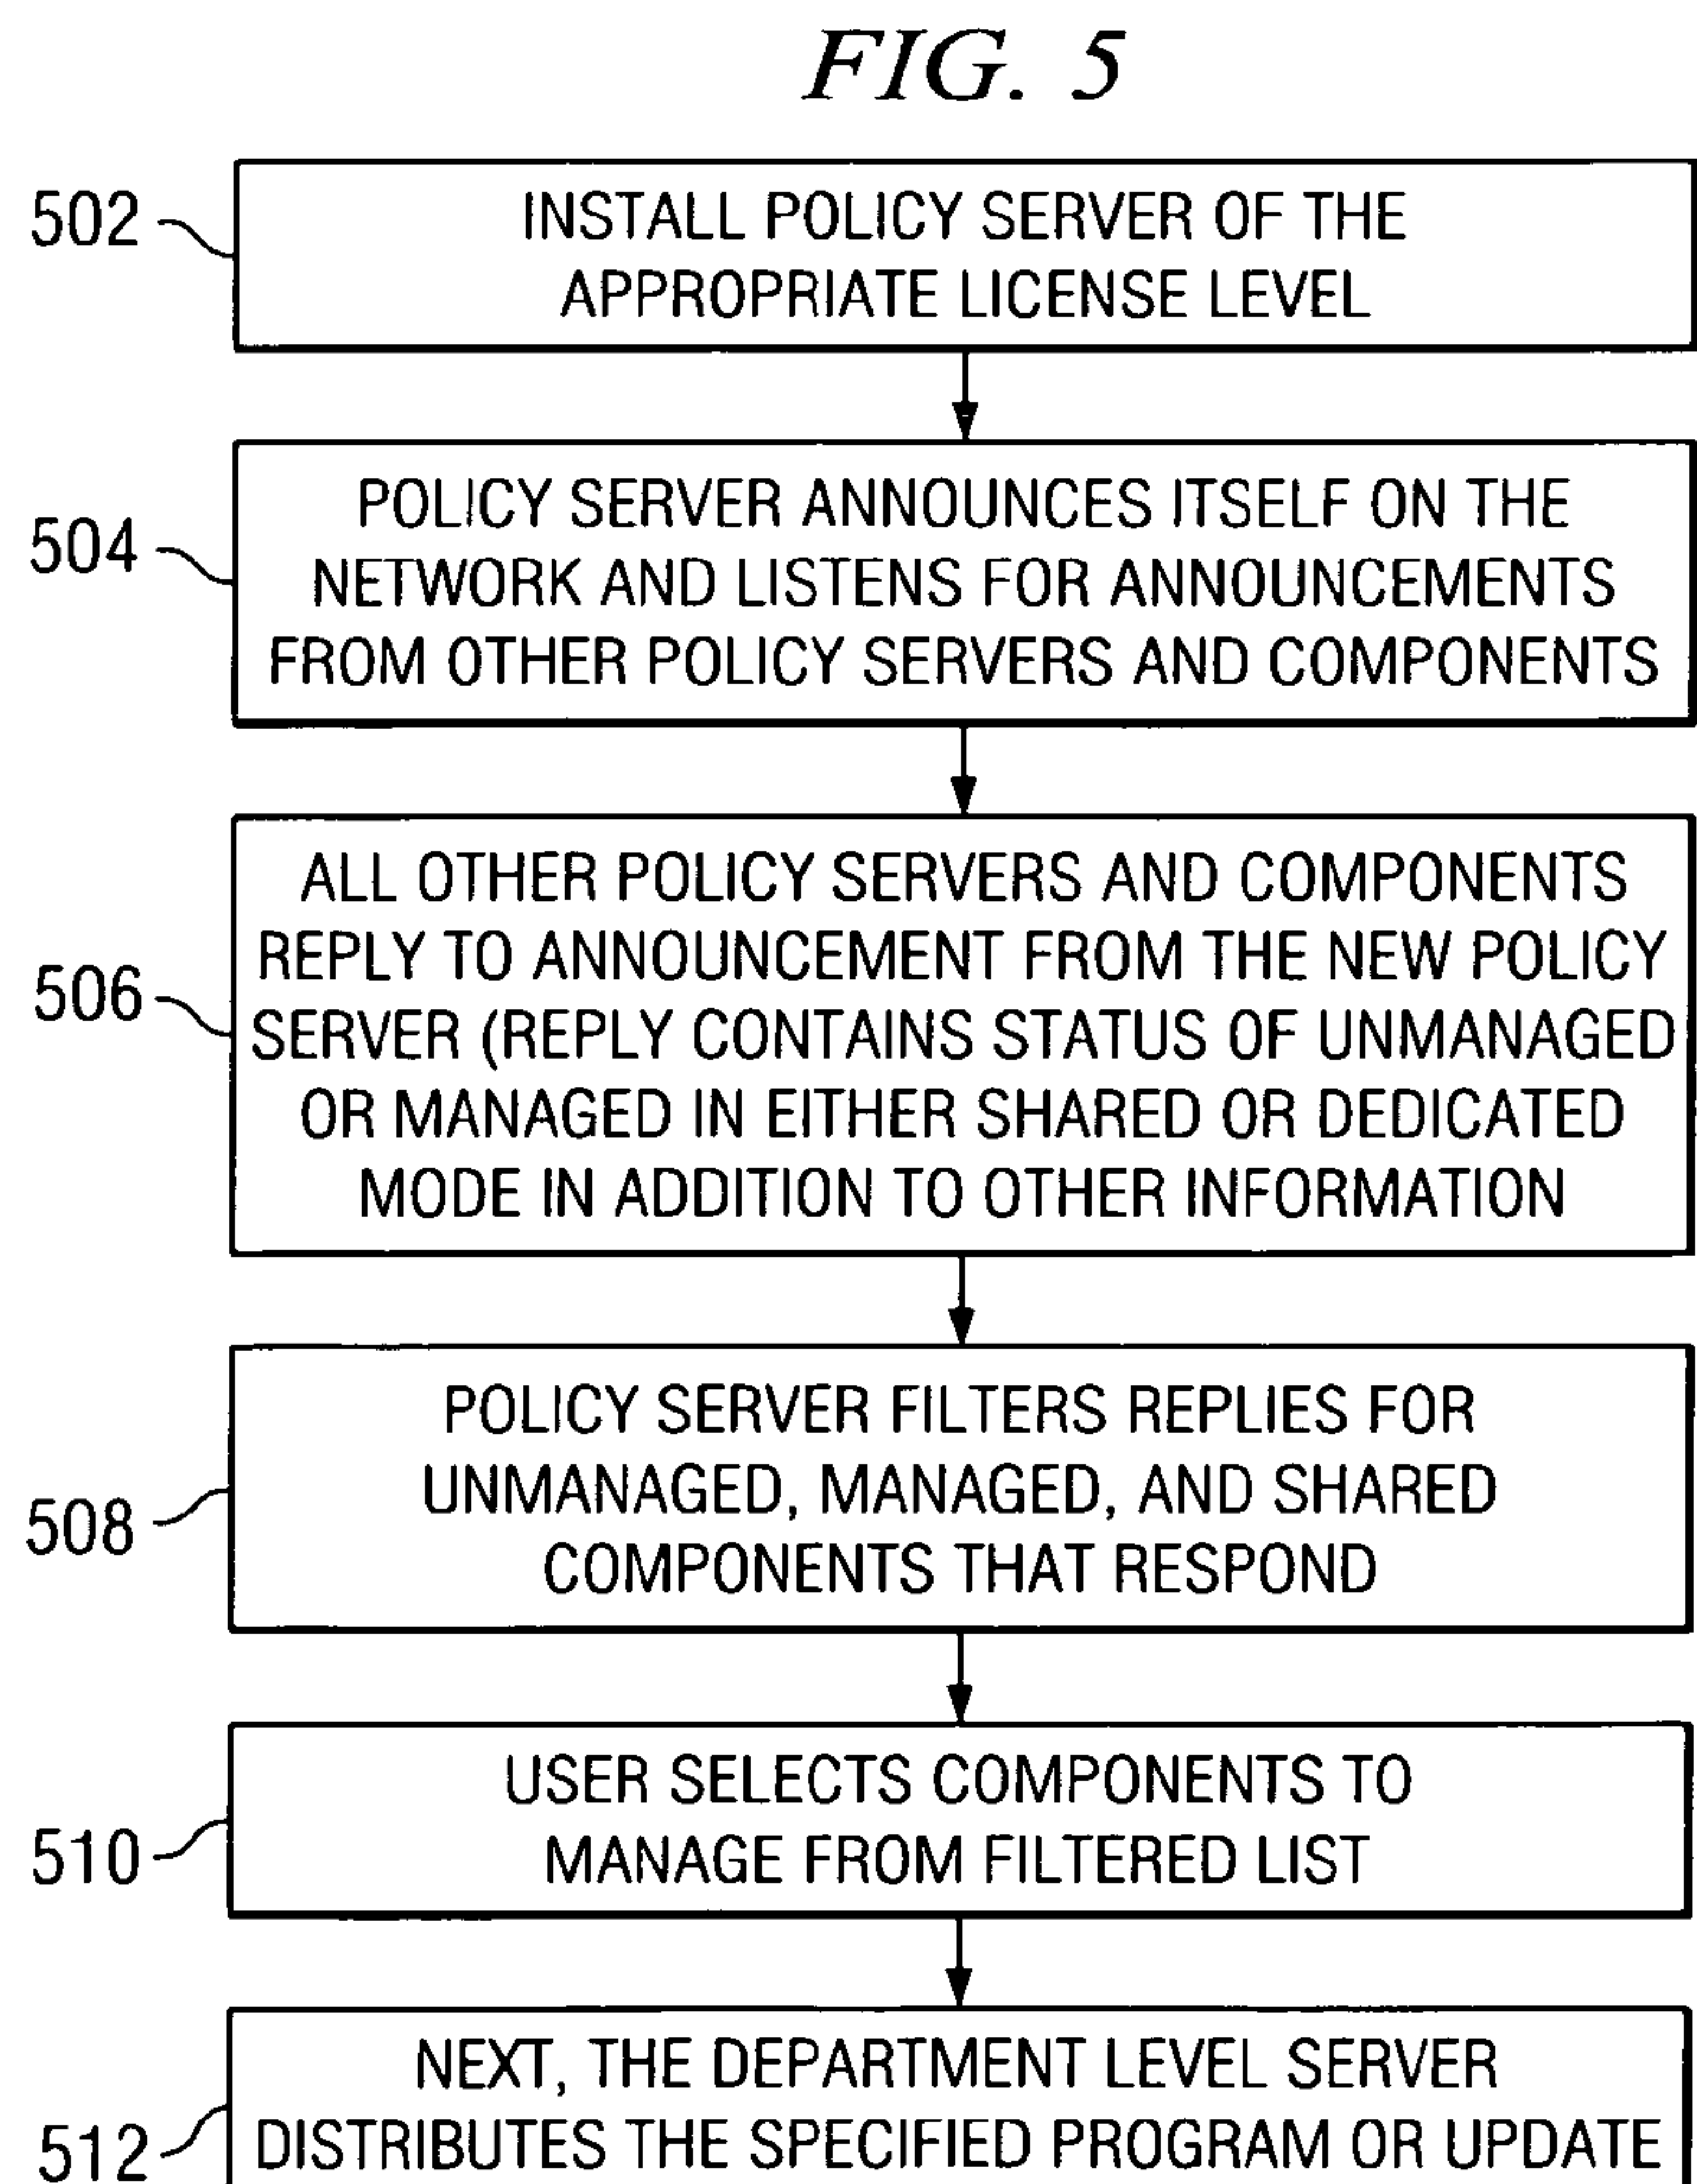 FIG. 5
502
INSTALL POLICY SERVER OF THE
APPROPRIATE LICENSE LEVEL
504
POLICY SERVER ANNOUNCES ITSELF ON THE
NETWORK AND LISTENS FOR ANNOUNCEMENTS
FROM OTHER POLICY SERVERS AND COMPONENTS
506
ALL OTHER POLICY SERVERS AND COMPONENTS
REPLY TO ANNOUNCEMENT FROM THE NEW POLICY
SERVER (REPLY CONTAINS STATUS OF UNMANAGED
OR MANAGED IN EITHER SHARED OR DEDICATED
MODE IN ADDITION TO OTHER INFORMATION
508
POLICY SERVER FILTERS REPLIES FOR
UNMANAGED, MANAGED, AND SHARED
COMPONENTS THAT RESPOND
510
USER SELECTS COMPONENTS TO
MANAGE FROM FILTERED LIST
512
NEXT, THE DEPARTMENT LEVEL SERVER
DISTRIBUTES THE SPECIFIED PROGRAM OR UPDATE